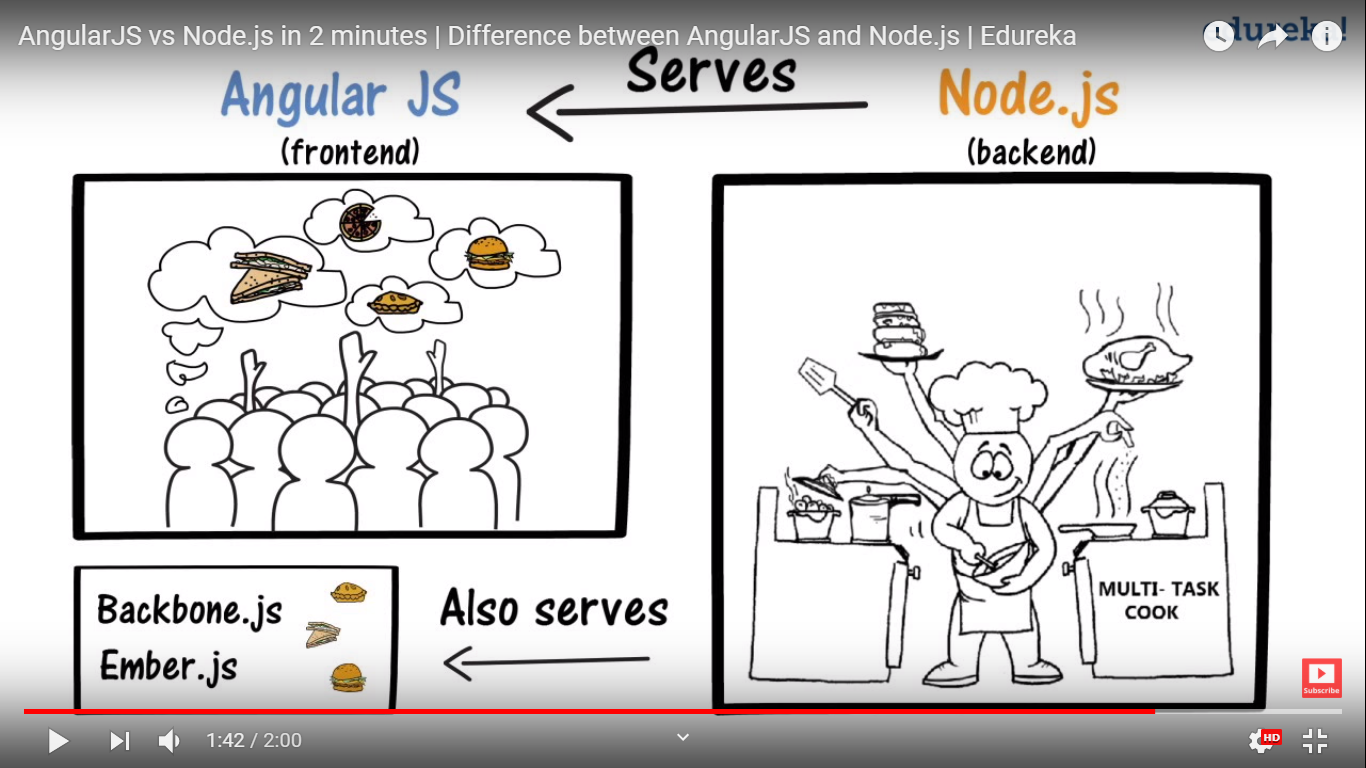 AngularJS vs Node.js in 2 minutes | Difference between AngularJS and Node.js | Edureka
edureka!
Serves
Angular JS
Node.js
(frontend)
(backend)
MULTI- TASK
COOK
Backbone.js
Ember.js
Also serves
Subscribe
1:42 / 2:00
HD